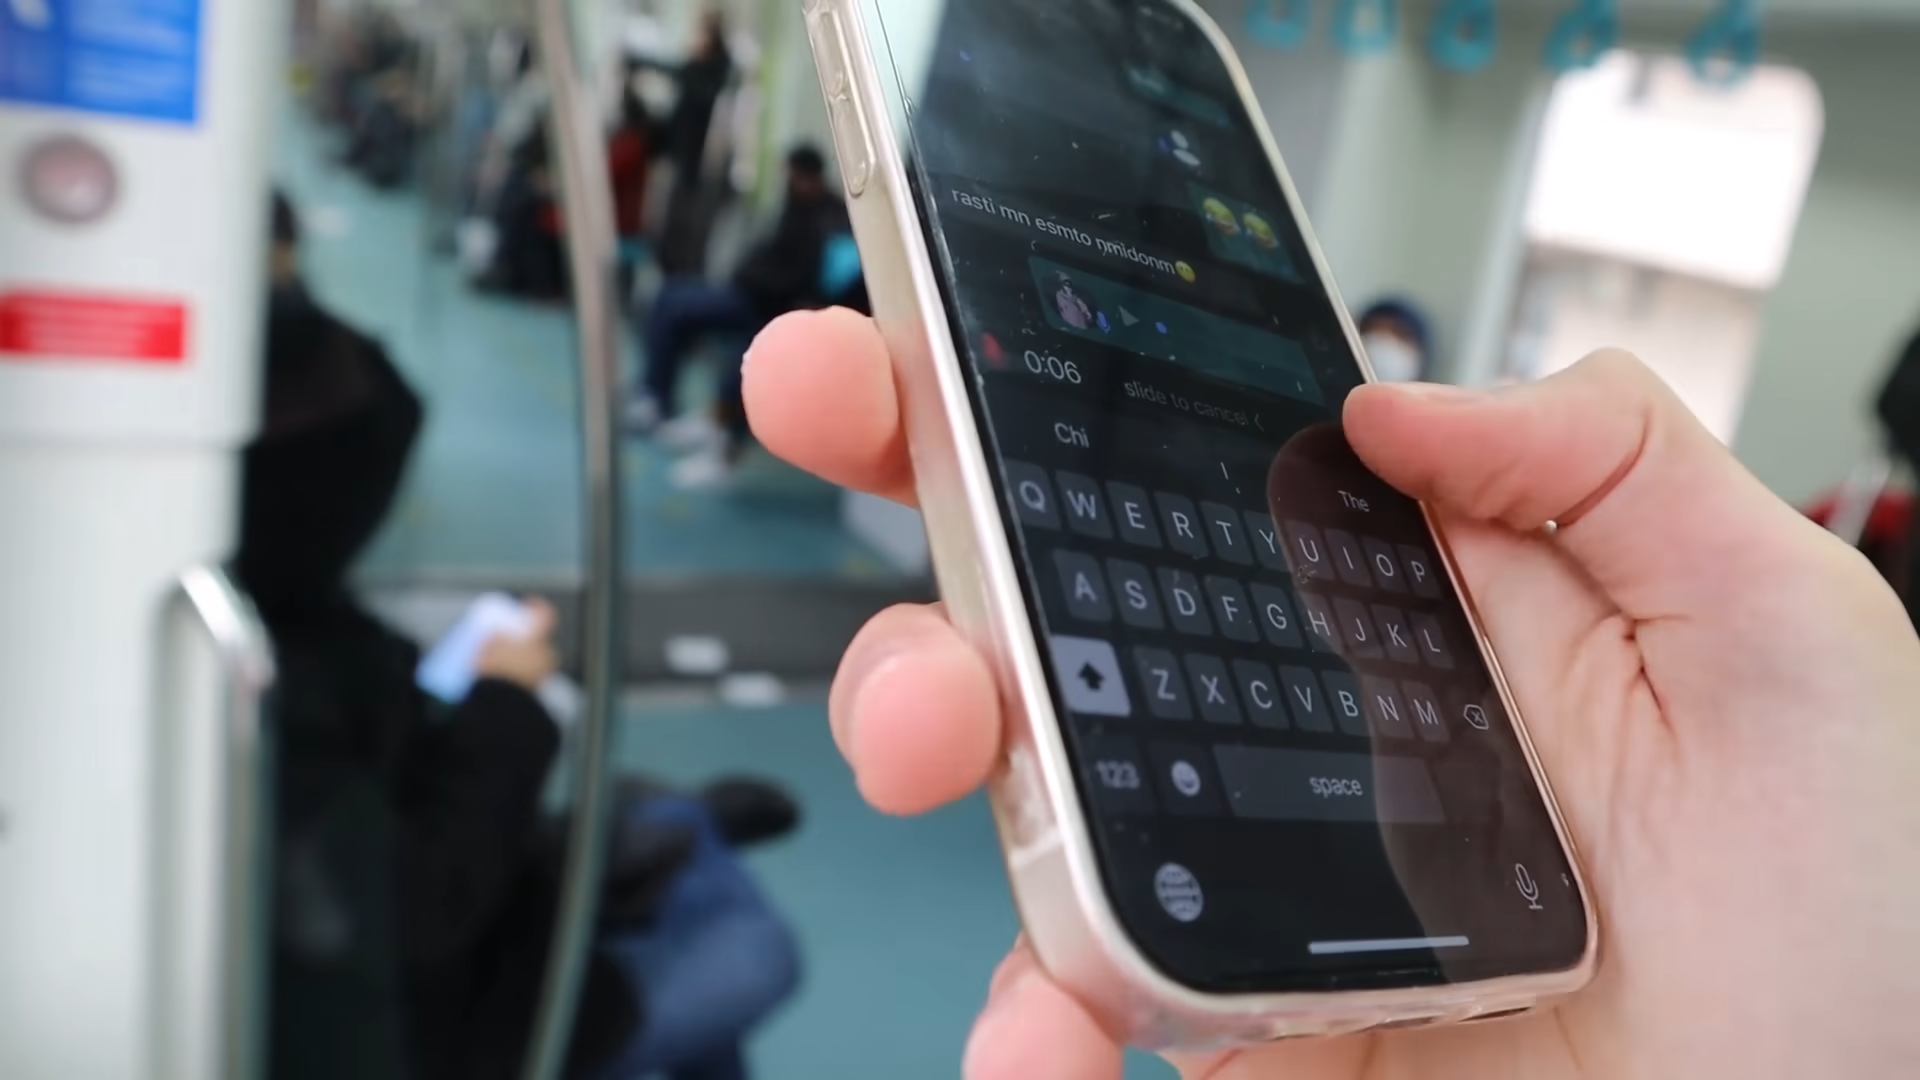 rasti mn esmto nmidonm
0:06
slide to cancel <
Chi I The
Q W E R T Y U I O P
A S D F G H J K L
Z X C V B N M
123 space